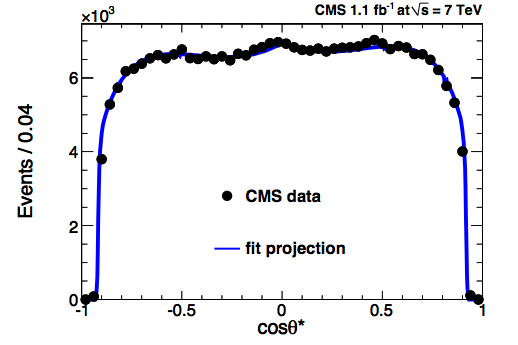 ×10³
CMS 1.1 fb⁻¹ at √s = 7 TeV
Events / 0.04
6
4
2
0
CMS data
fit projection
-1
-0.5
0
0.5
1
cosθ*